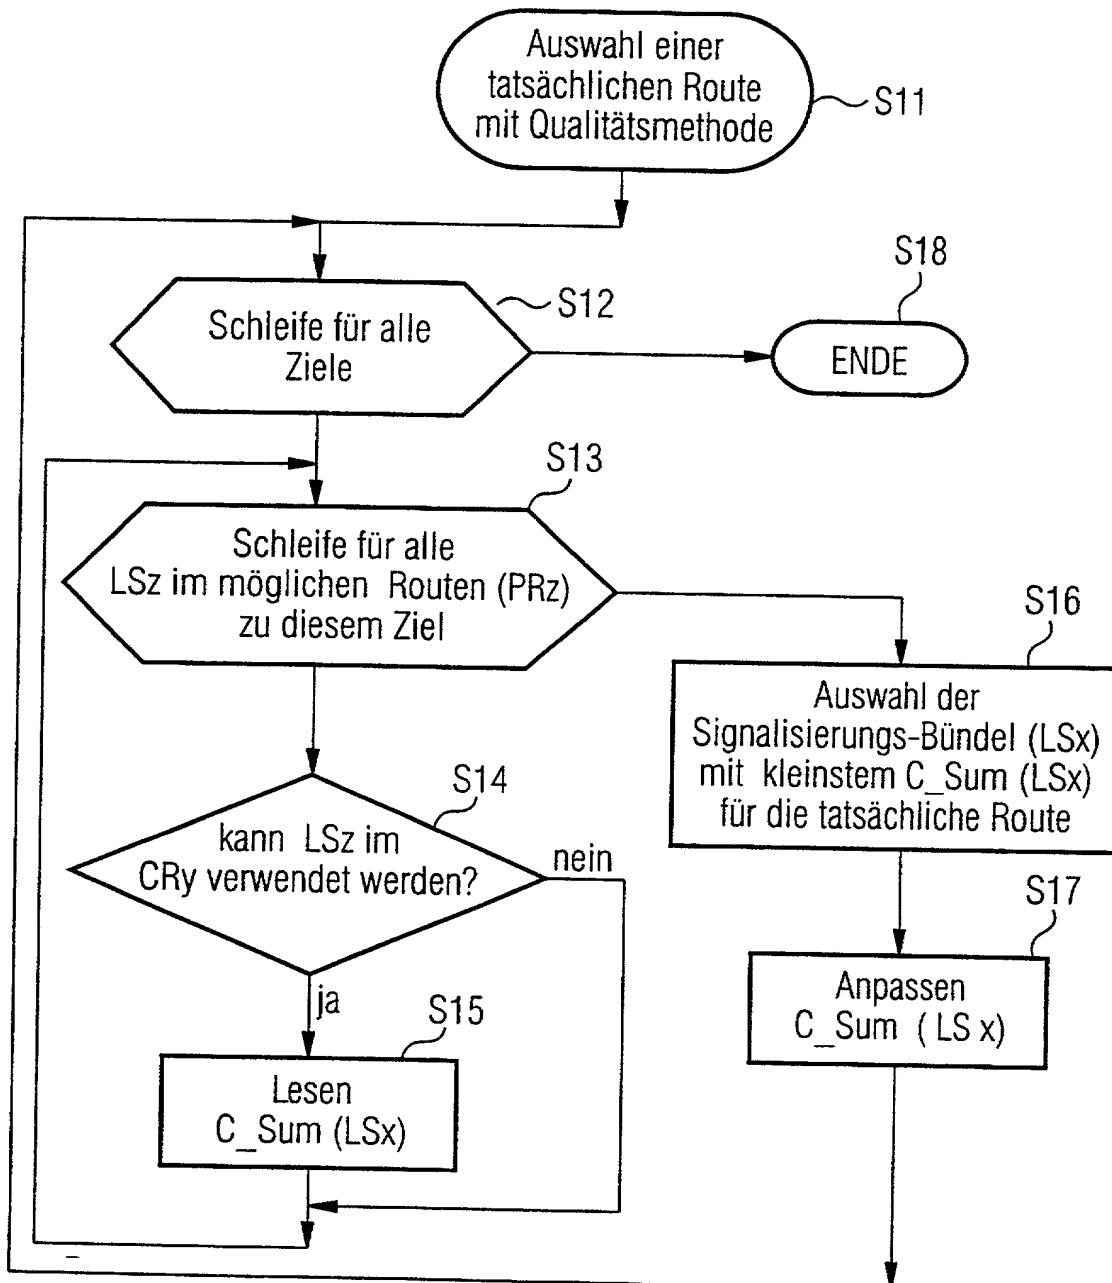 Auswahl einer
tatsächlichen Route
mit Qualitätsmethode
S11
S18
S12
Schleife für alle
Ziele
ENDE
S13
Schleife für alle
LSz im möglichen Routen (PRz)
zu diesem Ziel
S16
Auswahl der
Signalisierungs-Bündel (LSx)
mit kleinstem C_Sum (LSx)
für die tatsächliche Route
S14
kann LSz im
CRy verwendet werden?
nein
S17
Anpassen
C_Sum ( LS x)
ja
S15
Lesen
C_Sum (LSx)